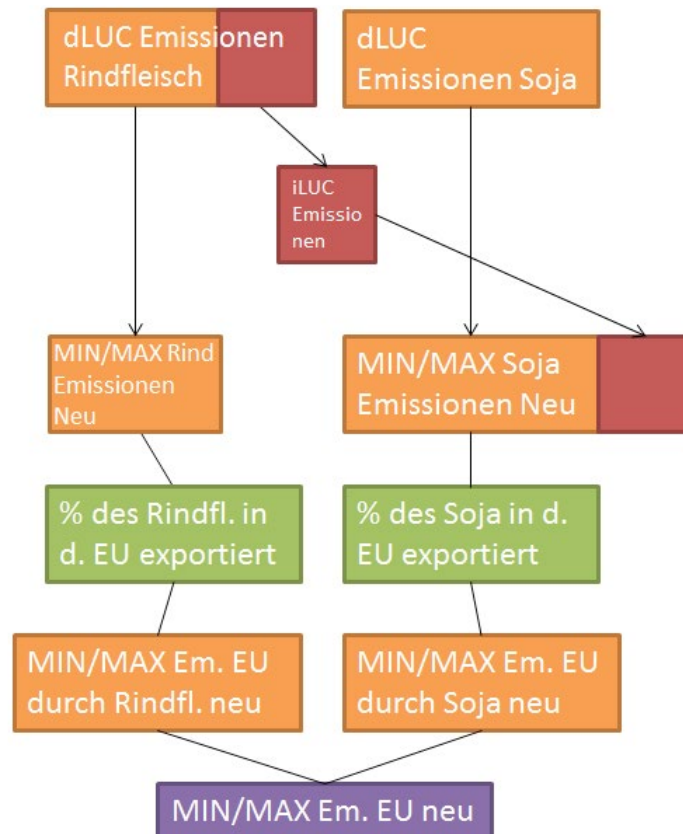 dLUC Emissionen
Rindfleisch
dLUC
Emissionen Soja
iLUC
Emissio
nen
MIN/MAX Rind
Emissionen
Neu
MIN/MAX Soja
Emissionen Neu
% des Rindfl. in
d. EU exportiert
% des Soja in d.
EU exportiert
MIN/MAX Em. EU
durch Rindfl. neu
MIN/MAX Em. EU
durch Soja neu
MIN/MAX Em. EU neu